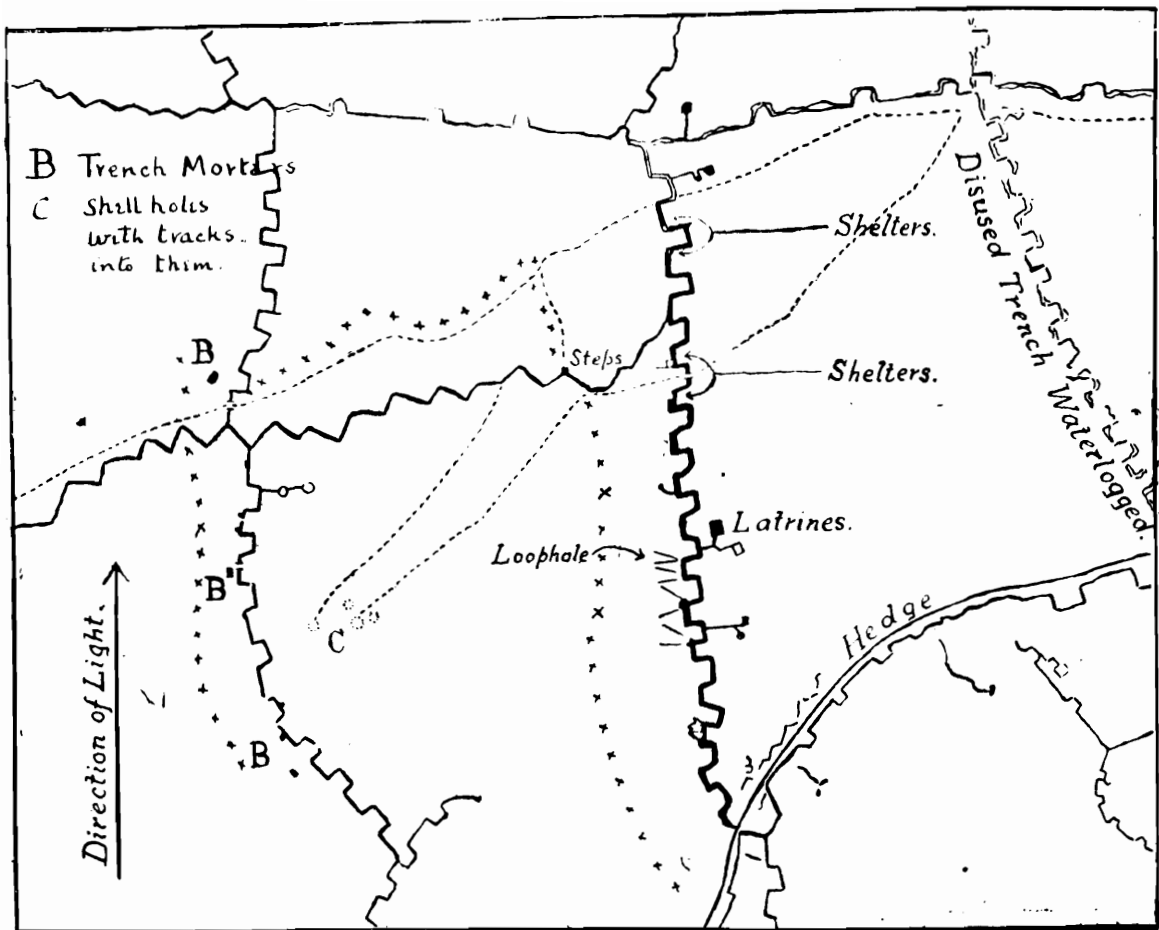 B Trench Mortars
C Shell holes
with tracks..
into them.
Shelters.
Disused Trench Waterlogged.
Steps
B
Shelters.
Latrines.
Loophole
B
C
Hedge
B
Direction of Light.